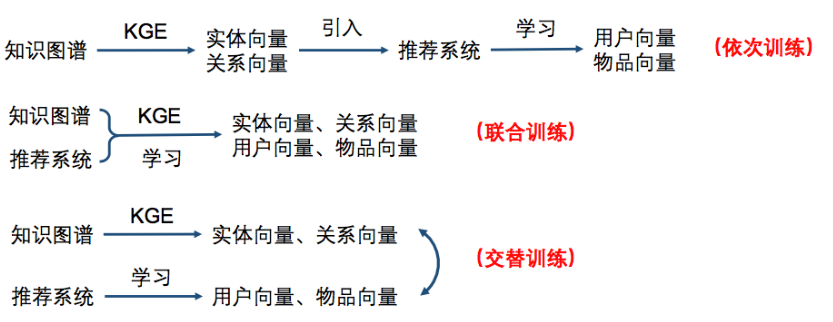 知识图谱 KGE 实体向量 引入 推荐系统 学习 用户向量 (依次训练)
关系向量 物品向量
知识图谱 KGE 实体向量、关系向量 (联合训练)
推荐系统 学习 用户向量、物品向量
知识图谱 KGE 实体向量、关系向量 (交替训练)
推荐系统 学习 用户向量、物品向量